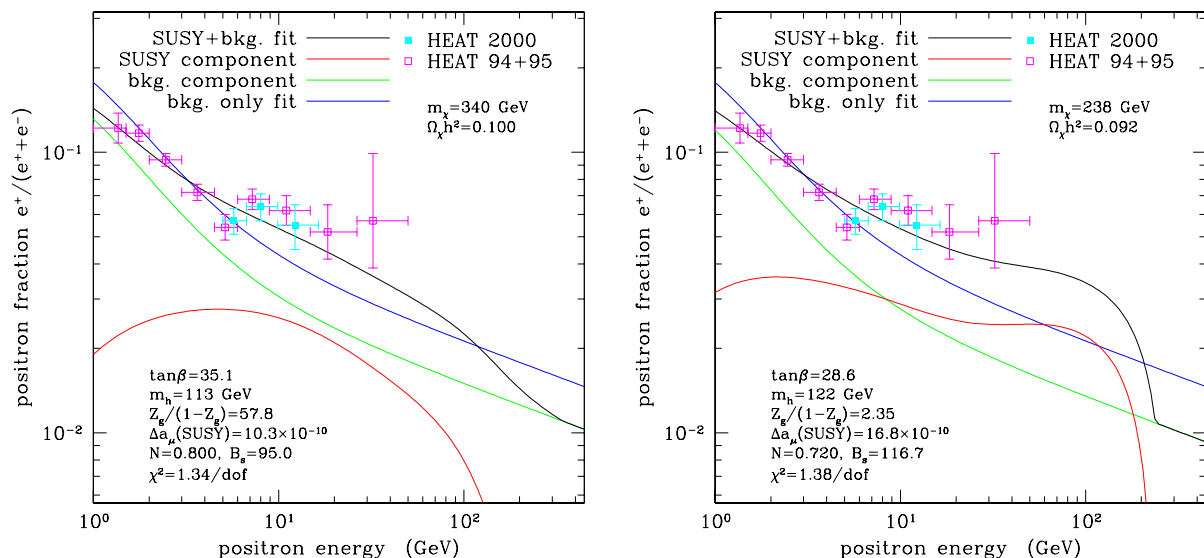 SUSY+bkg. fit
SUSY component
bkg. component
bkg. only fit
HEAT 2000
HEAT 94+95
mχ=340 GeV
Ωχh²=0.100
10⁻¹
10⁻²
positron fraction e⁺/(e⁺+e⁻)
tanβ=35.1
mh=113 GeV
Zg/(1-Zg)=57.8
Δaμ(SUSY)=10.3×10⁻¹⁰
N=0.800, Bs=95.0
χ²=1.34/dof
10⁰ 10¹ 10²
positron energy (GeV)
SUSY+bkg. fit
SUSY component
bkg. component
bkg. only fit
HEAT 2000
HEAT 94+95
mχ=238 GeV
Ωχh²=0.092
10⁻¹
10⁻²
positron fraction e⁺/(e⁺+e⁻)
tanβ=28.6
mh=122 GeV
Zg/(1-Zg)=2.35
Δaμ(SUSY)=16.8×10⁻¹⁰
N=0.720, Bs=116.7
χ²=1.38/dof
10⁰ 10¹ 10²
positron energy (GeV)